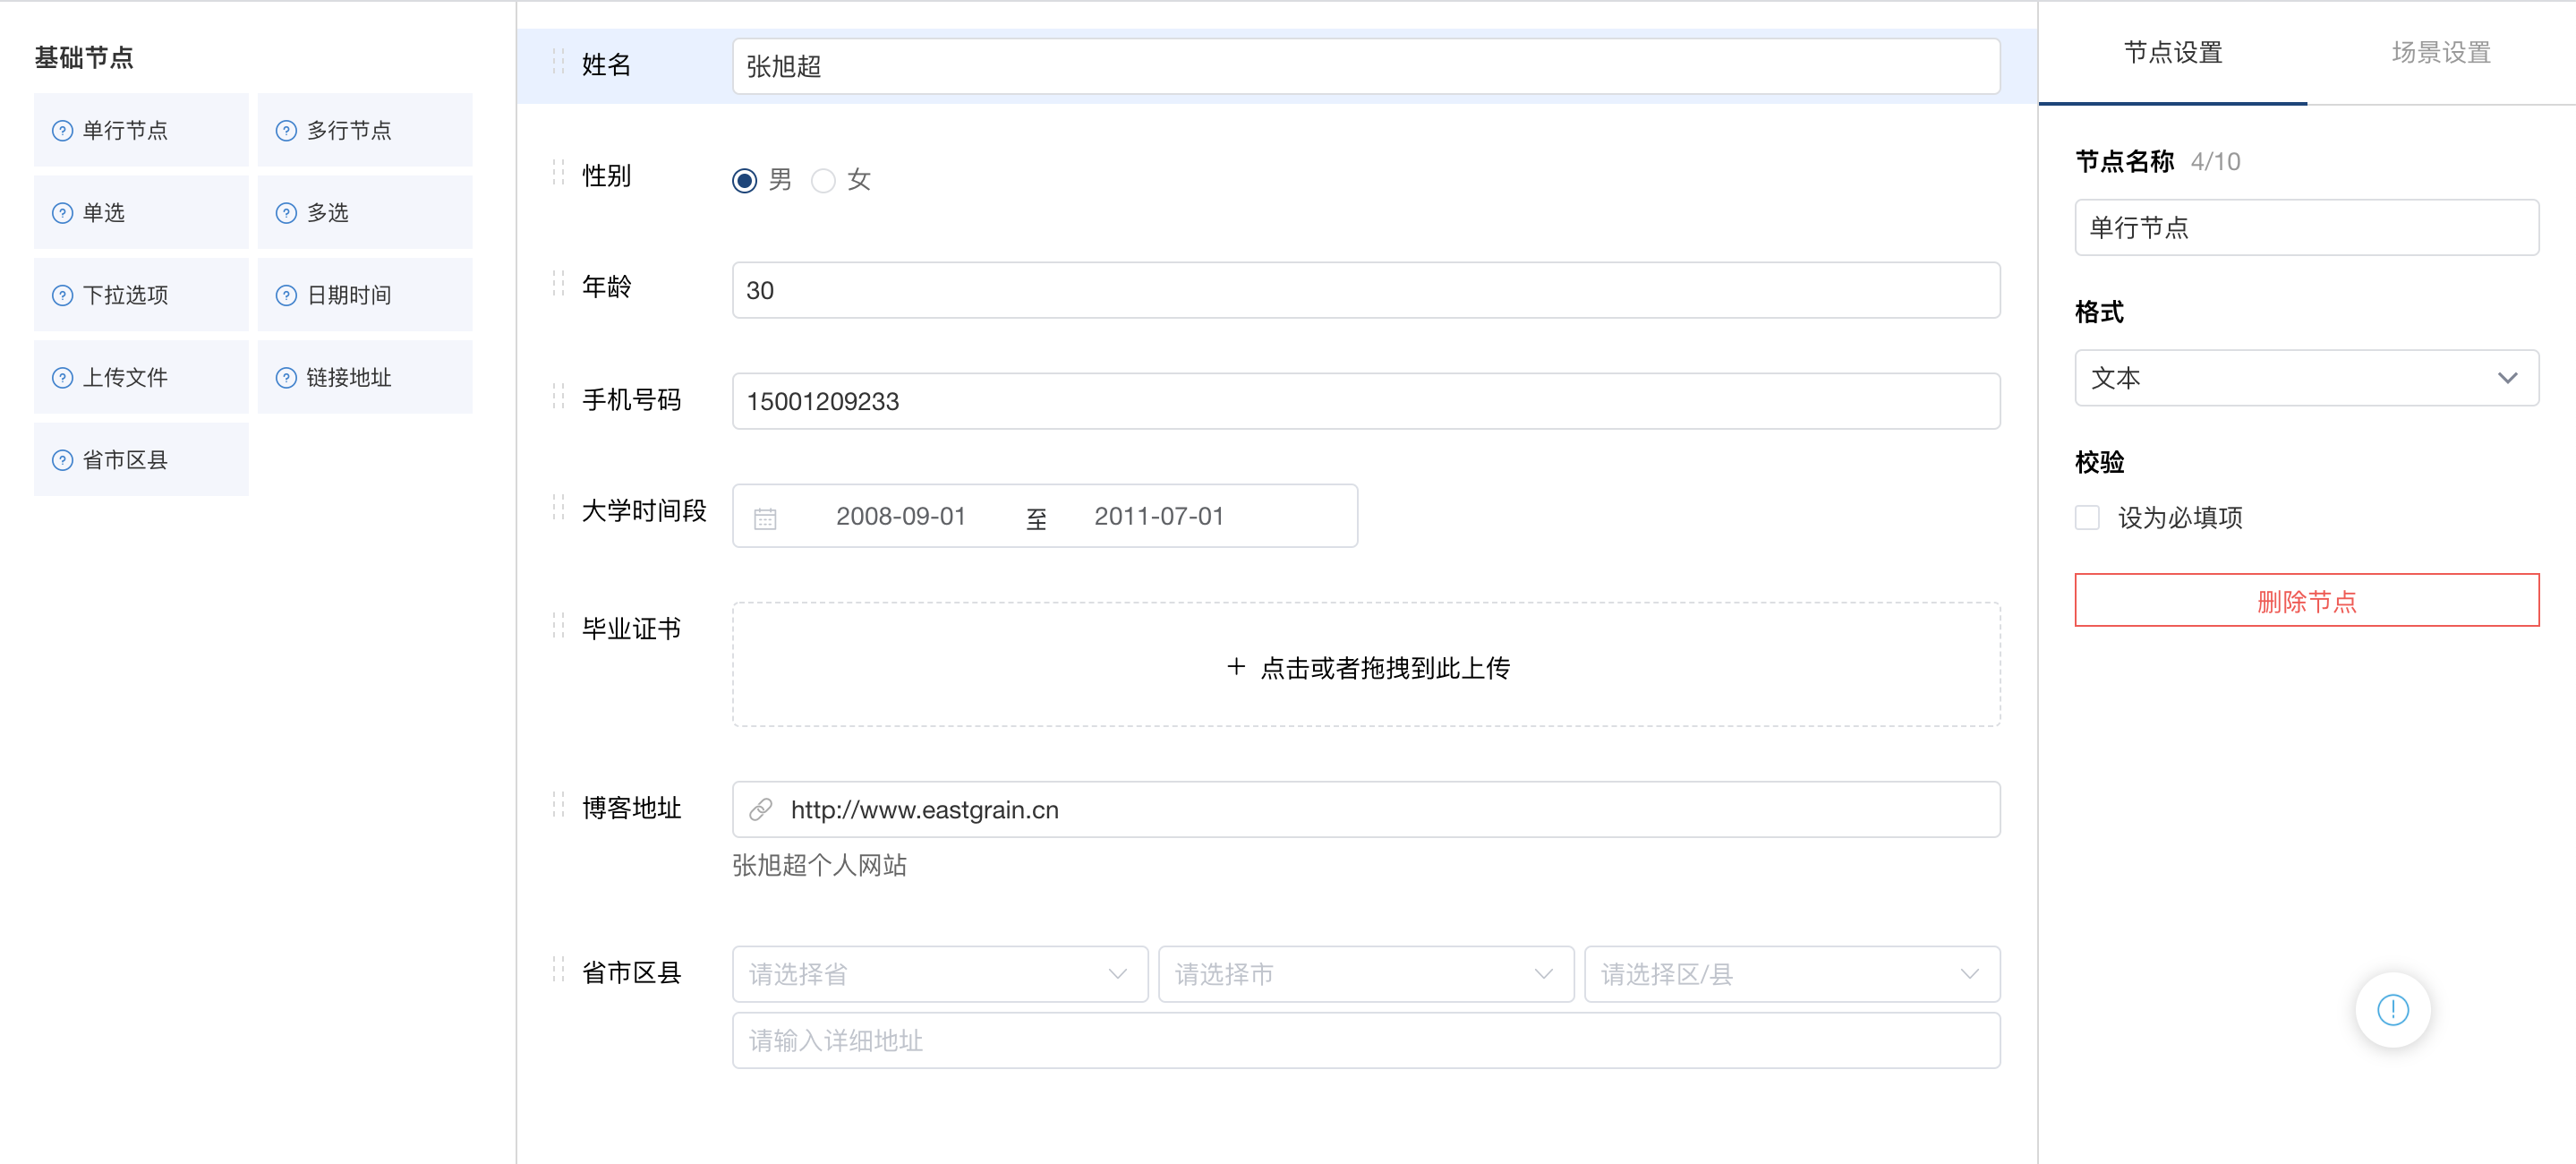 基础节点
单行节点
多行节点
单选
多选
下拉选项
日期时间
上传文件
链接地址
省市区县
姓名
张旭超
性别
男
女
年龄
30
手机号码
15001209233
大学时间段
2008-09-01 至 2011-07-01
毕业证书
+ 点击或者拖拽到此上传
博客地址
http://www.eastgrain.cn
张旭超个人网站
省市区县
请选择省
请选择市
请选择区/县
请输入详细地址
节点设置
场景设置
节点名称 4/10
单行节点
格式
文本
校验
设为必填项
删除节点